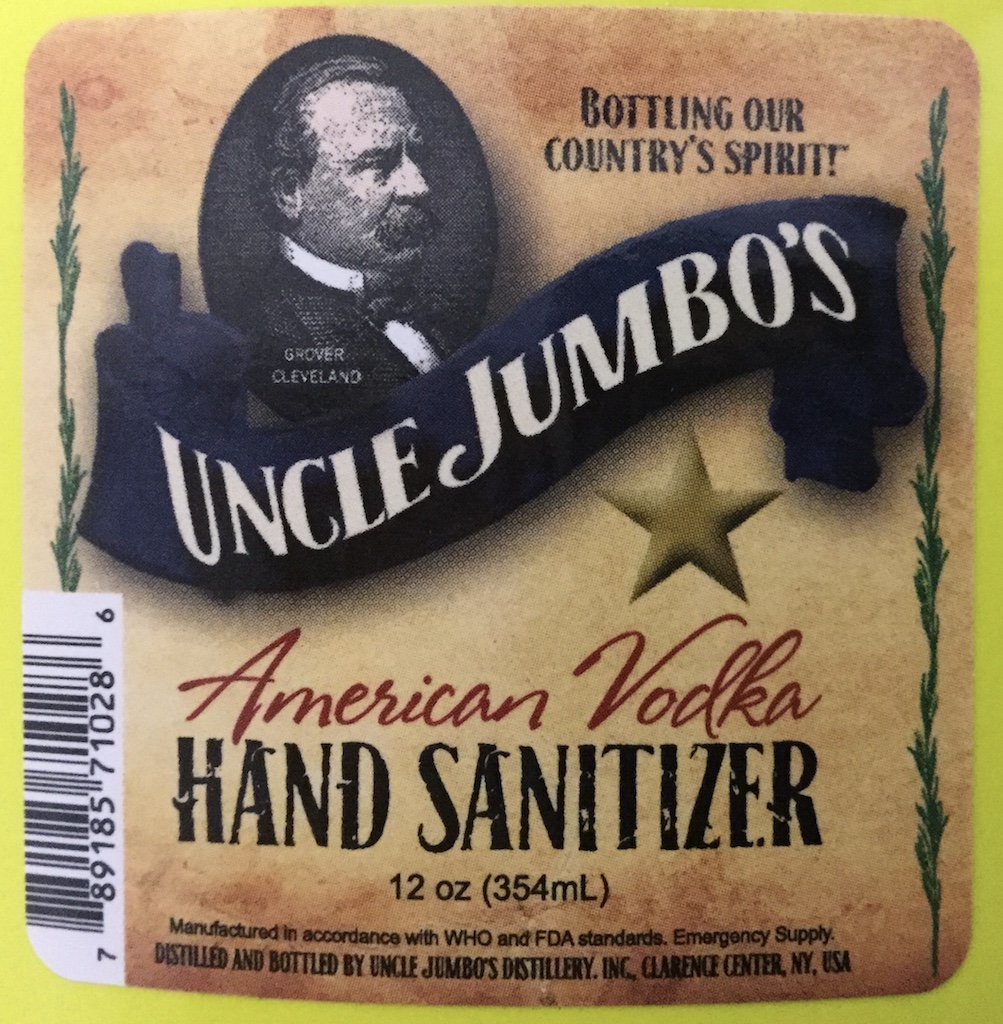 BOTTLING OUR
COUNTRY'S SPIRIT!™
GROVER
CLEVELAND
UNCLE JUMBO'S
American Vodka
HAND SANITIZER
12 oz (354mL)
Manufactured in accordance with WHO and FDA standards. Emergency Supply.
DISTILLED AND BOTTLED BY UNCLE JUMBO'S DISTILLERY. INC., CLARENCE CENTER, NY, USA
7 89185 71028 6